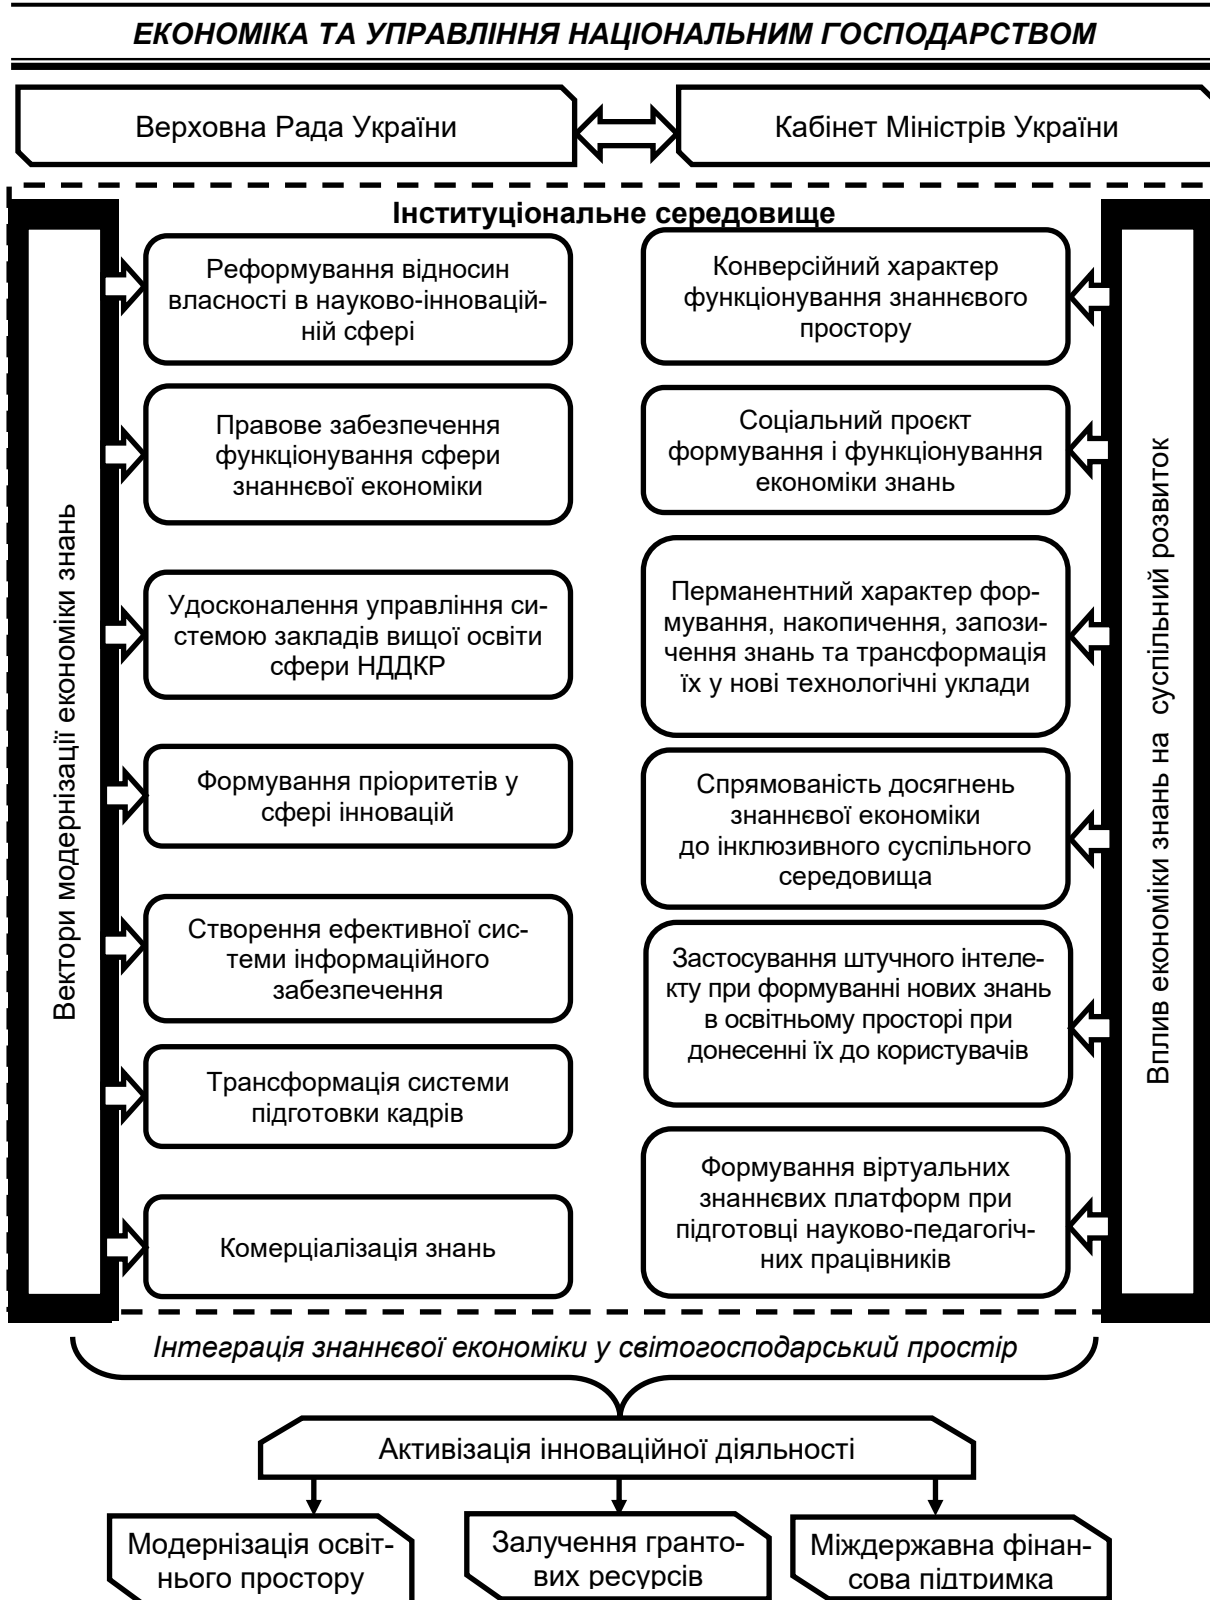 ЕКОНОМІКА ТА УПРАВЛІННЯ НАЦІОНАЛЬНИМ ГОСПОДАРСТВОМ
Верховна Рада України
Кабінет Міністрів України
Інституціональне середовище
Вектори модернізації економіки знань
Реформування відносин
власності в науково-інновацій-
ній сфері
Правове забезпечення
функціонування сфери
знаннєвої економіки
Удосконалення управління си-
стемою закладів вищої освіти
сфери НДДКР
Формування пріоритетів у
сфері інновацій
Створення ефективної сис-
теми інформаційного
забезпечення
Трансформація системи
підготовки кадрів
Комерціалізація знань
Конверсійний характер
функціонування знаннєвого
простору
Соціальний проєкт
формування і функціонування
економіки знань
Перманентний характер фор-
мування, накопичення, запози-
чення знань та трансформація
їх у нові технологічні уклади
Спрямованість досягнень
знаннєвої економіки
до інклюзивного суспільного
середовища
Застосування штучного інтеле-
кту при формуванні нових знань
в освітньому просторі при
донесенні їх до користувачів
Формування віртуальних
знаннєвих платформ при
підготовці науково-педагогіч-
них працівників
Вплив економіки знань на суспільний розвиток
Інтеграція знаннєвої економіки у світогосподарський простір
Активізація інноваційної діяльності
Модернізація освіт-
нього простору
Залучення гранто-
вих ресурсів
Міждержавна фінан-
сова підтримка